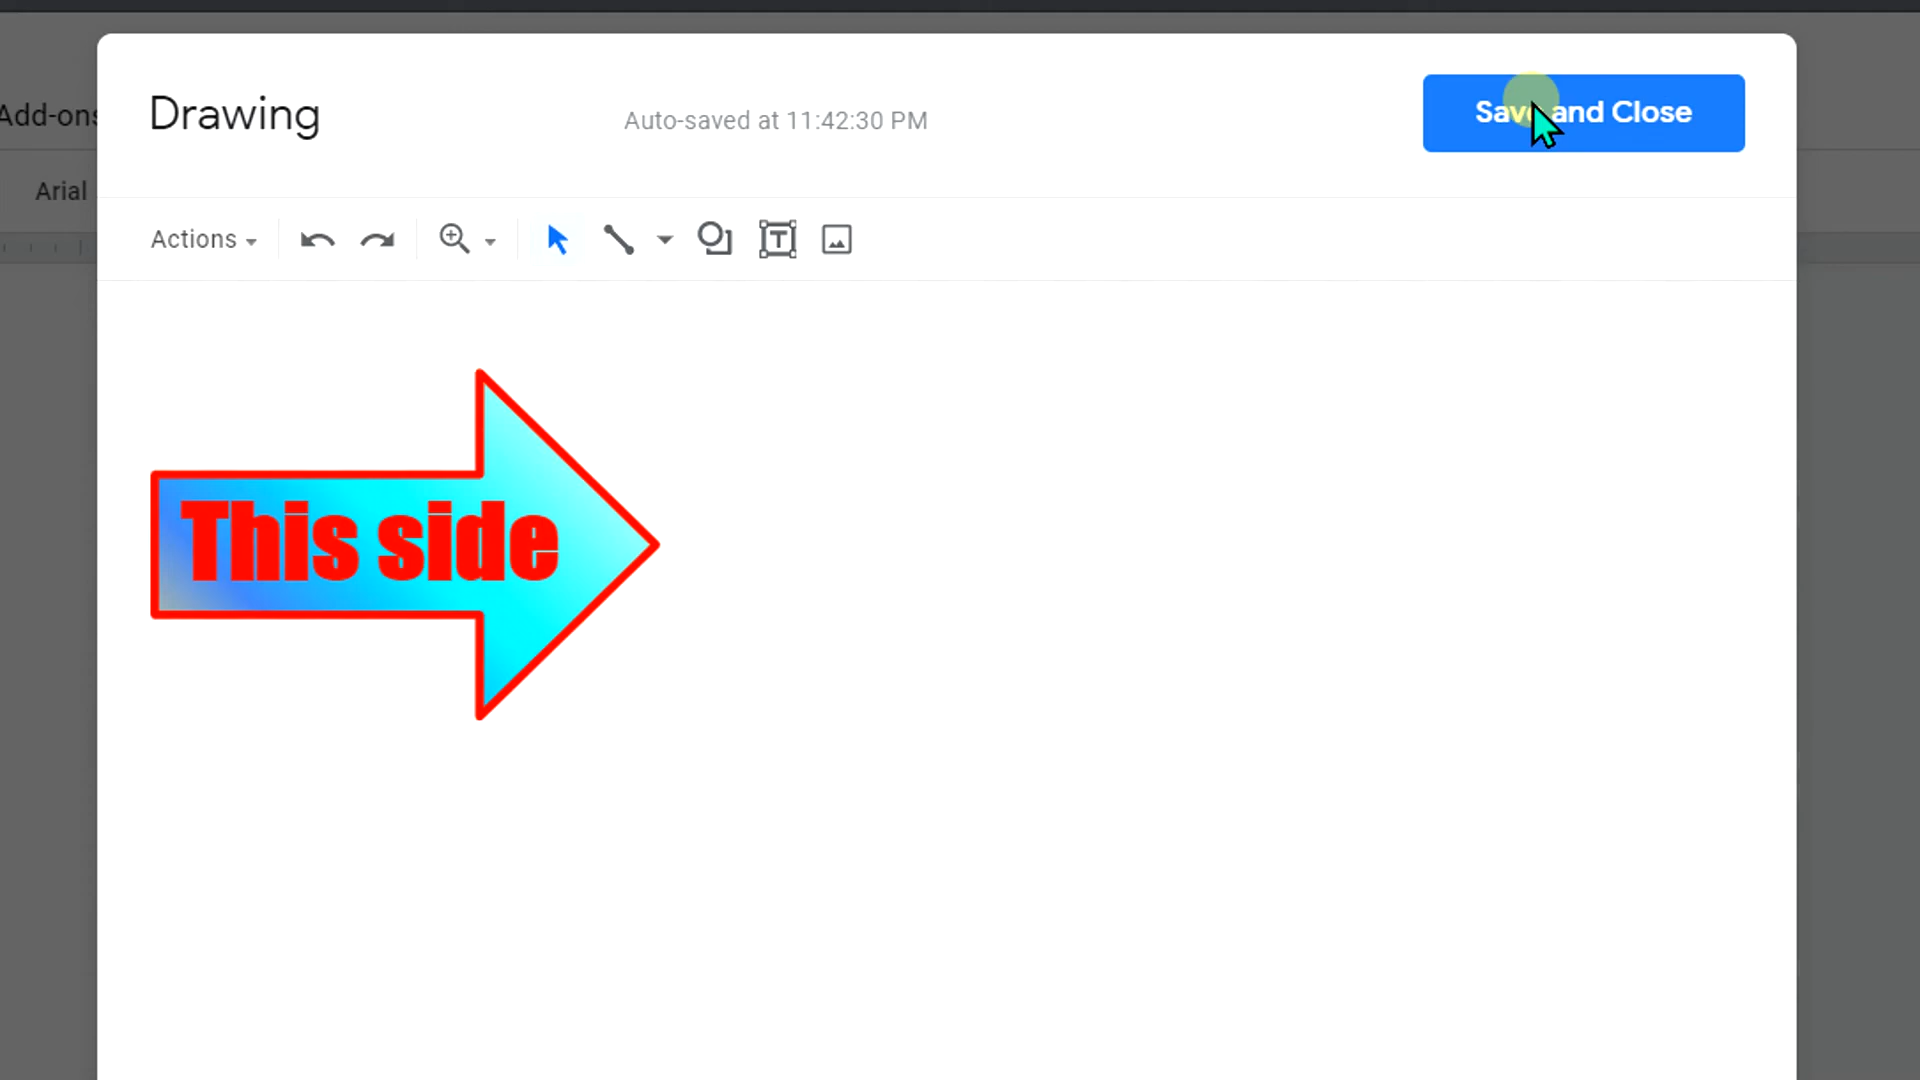 Add-ons
Drawing
Auto-saved at 11:42:30 PM
Save and Close
Arial
Actions
This side